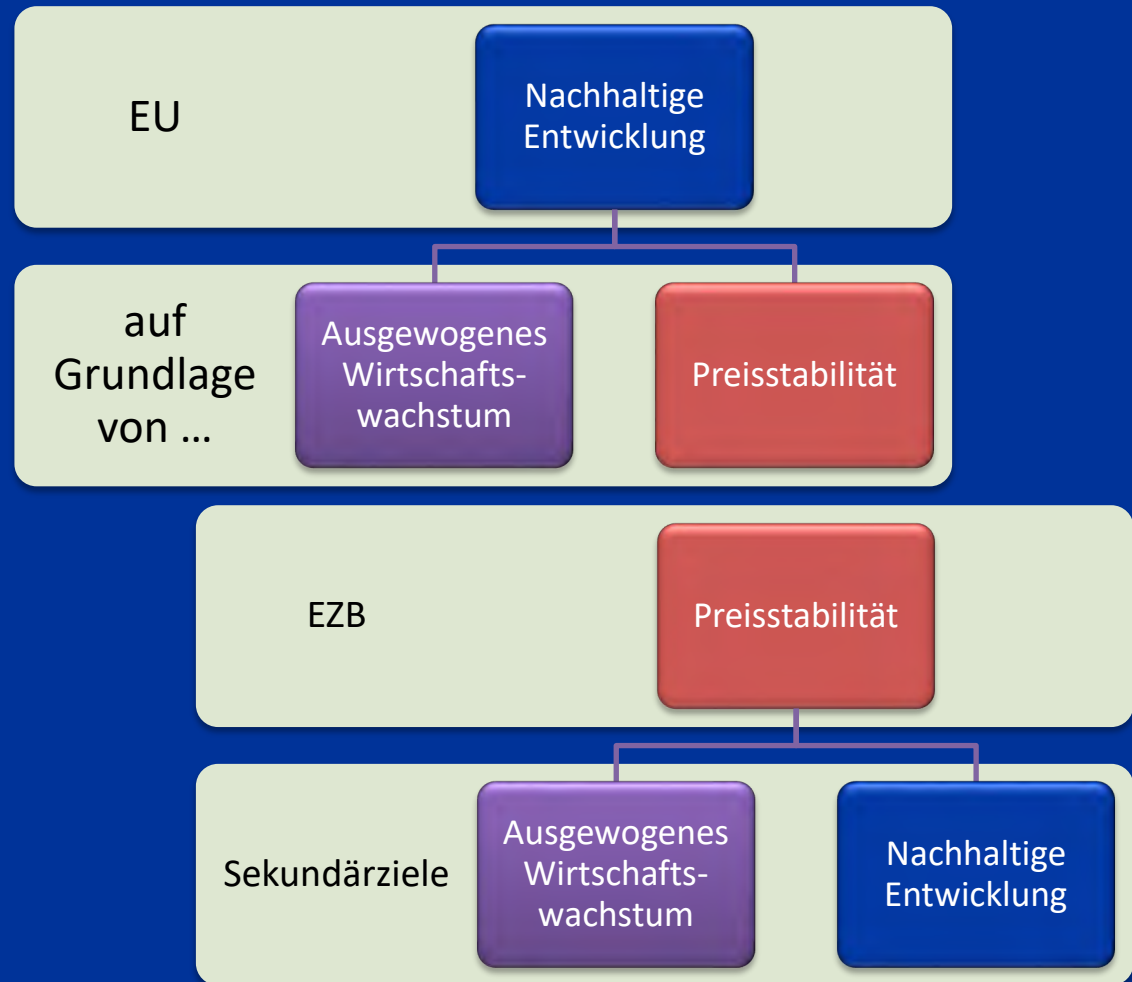 EU
Nachhaltige
Entwicklung
auf
Grundlage
von ...
Ausgewogenes
Wirtschafts-
wachstum
Preisstabilität
EZB
Preisstabilität
Sekundärziele
Ausgewogenes
Wirtschafts-
wachstum
Nachhaltige
Entwicklung